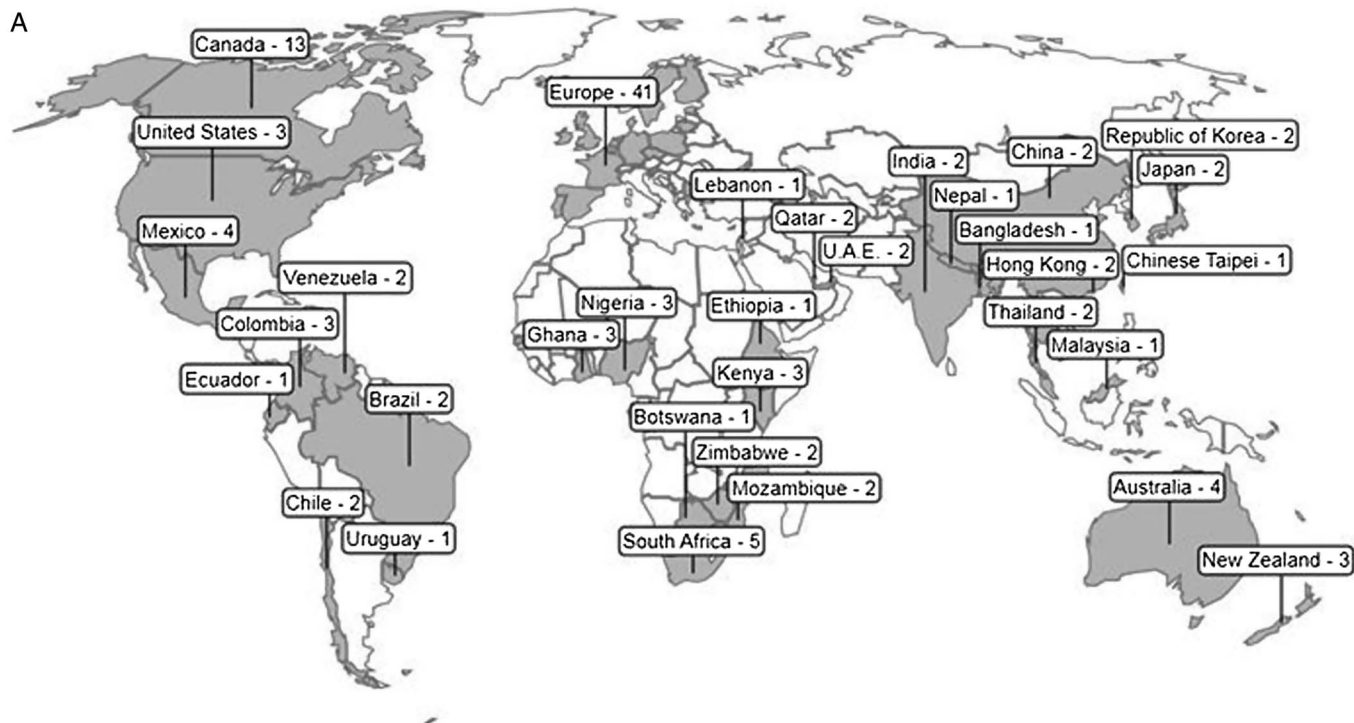 A
Canada - 13
Europe - 41
United States - 3
Republic of Korea - 2
India - 2
China - 2
Japan - 2
Lebanon - 1
Nepal - 1
Mexico - 4
Qatar - 2
Bangladesh - 1
U.A.E. - 2
Hong Kong - 2
Chinese Taipei - 1
Venezuela - 2
Nigeria - 3
Ethiopia - 1
Thailand - 2
Colombia - 3
Ghana - 3
Malaysia - 1
Ecuador - 1
Kenya - 3
Brazil - 2
Botswana - 1
Zimbabwe - 2
Mozambique - 2
Australia - 4
Chile - 2
Uruguay - 1
South Africa - 5
New Zealand - 3